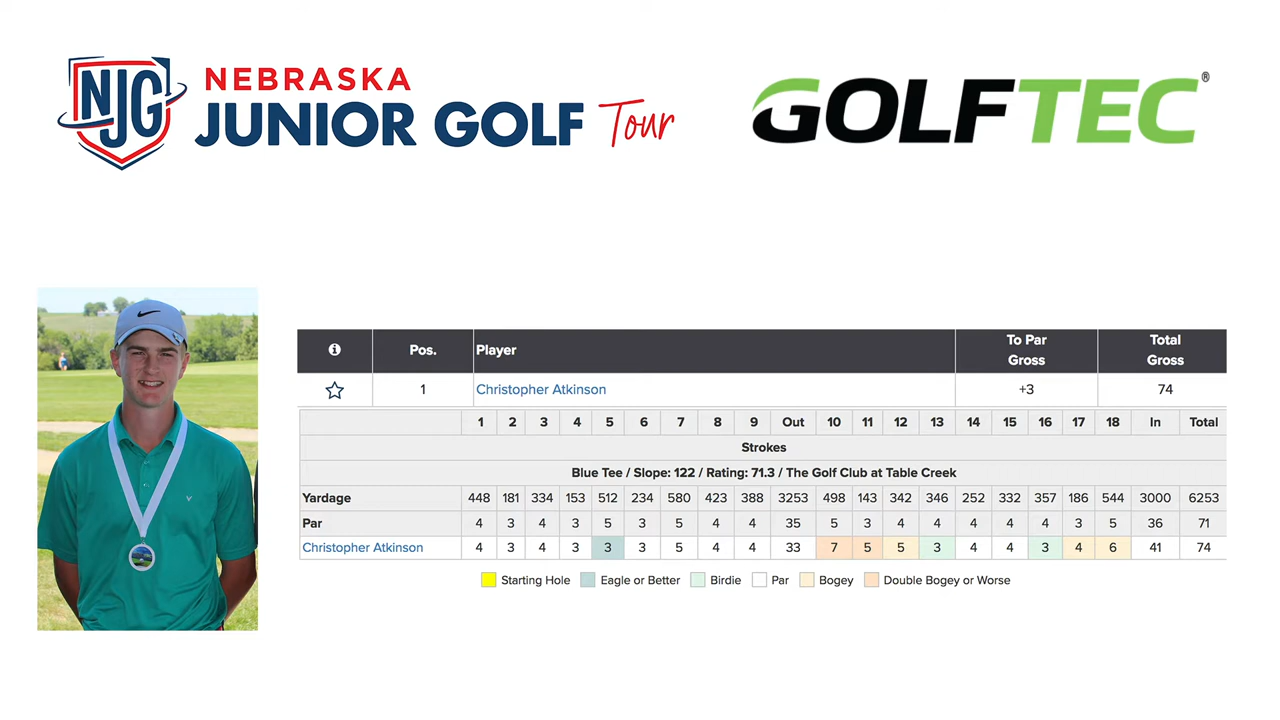 NJG
NEBRASKA
JUNIOR GOLF Tour
GOLFTEC®
Pos. Player To Par Gross Total Gross
1 Christopher Atkinson +3 74
1 2 3 4 5 6 7 8 9 Out 10 11 12 13 14 15 16 17 18 In Total
Strokes
Blue Tee / Slope: 122 / Rating: 71.3 / The Golf Club at Table Creek
Yardage 448 181 334 153 512 234 580 423 388 3253 498 143 342 346 252 332 357 186 544 3000 6253
Par 4 3 4 3 5 3 5 4 4 35 5 3 4 4 4 4 4 3 5 36 71
Christopher Atkinson 4 3 4 3 3 3 5 4 4 33 7 5 5 3 4 4 3 4 6 41 74
Starting Hole Eagle or Better Birdie Par Bogey Double Bogey or Worse